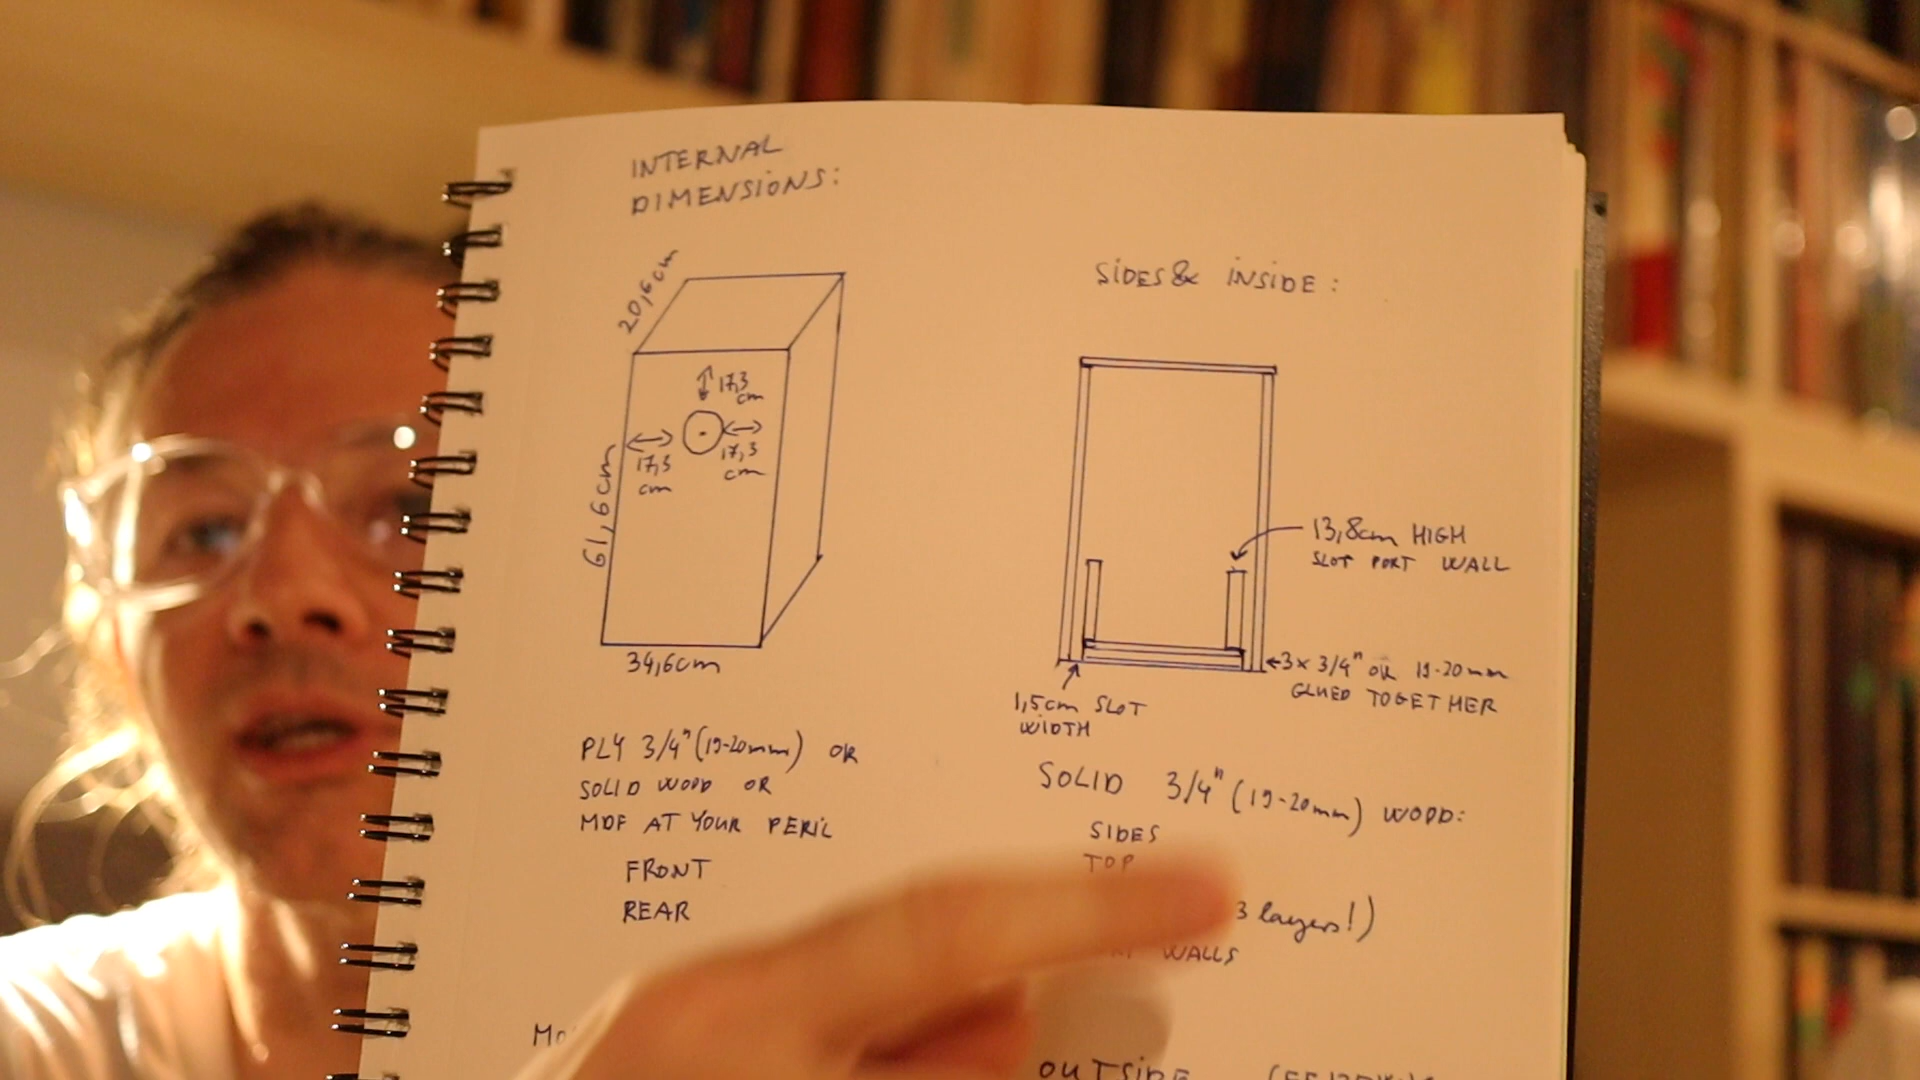 INTERNAL
DIMENSIONS:
20,6cm
17,3
cm
17,3
cm
17,3
cm
61,6cm
34,6cm
PLY 3/4" (19-20mm) OR
SOLID WOOD OR
MDF AT YOUR PERIL
FRONT
REAR
SIDES & INSIDE:
13,8cm HIGH
SLOT PORT WALL
3x 3/4" OR 19-20mm
GLUED TOGETHER
1,5cm SLOT
WIDTH
SOLID 3/4" (19-20mm) WOOD:
SIDES
TOP
3 layers!)
WALLS
OUTSIDE